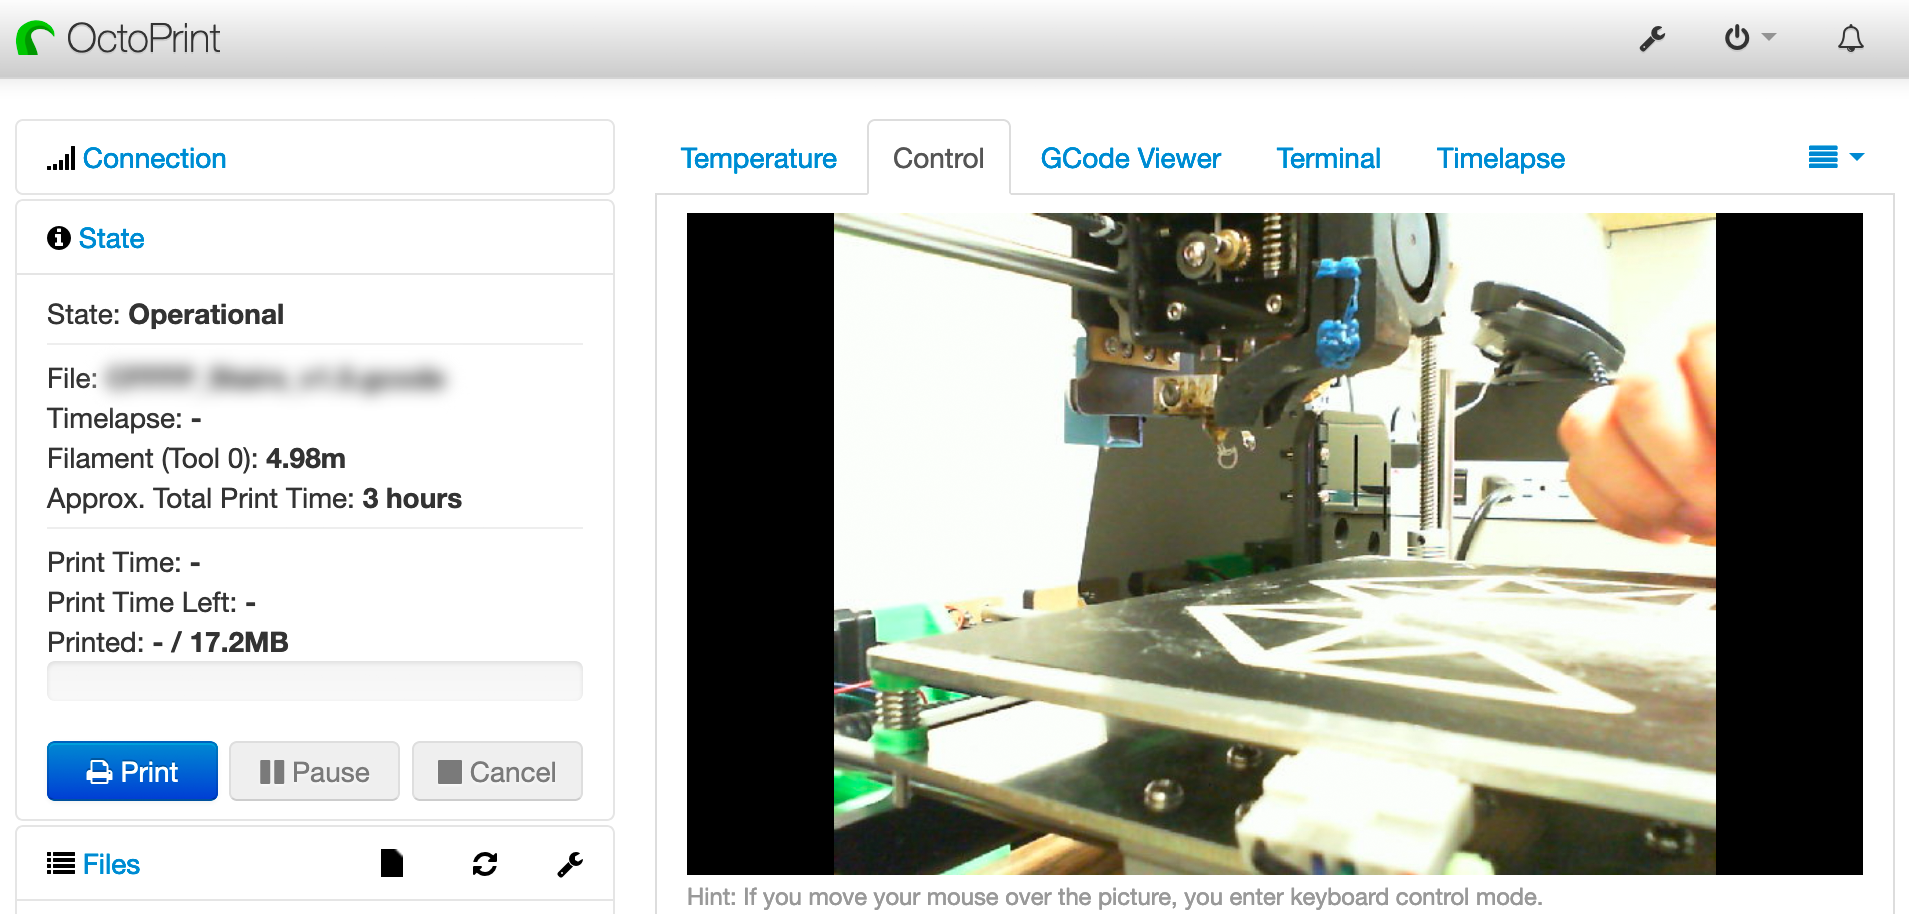 OctoPrint
Connection
State
State: Operational
File:
Timelapse: -
Filament (Tool 0): 4.98m
Approx. Total Print Time: 3 hours
Print Time: -
Print Time Left: -
Printed: - / 17.2MB
Print Pause Cancel
Files
Temperature Control GCode Viewer Terminal Timelapse
Hint: If you move your mouse over the picture, you enter keyboard control mode.